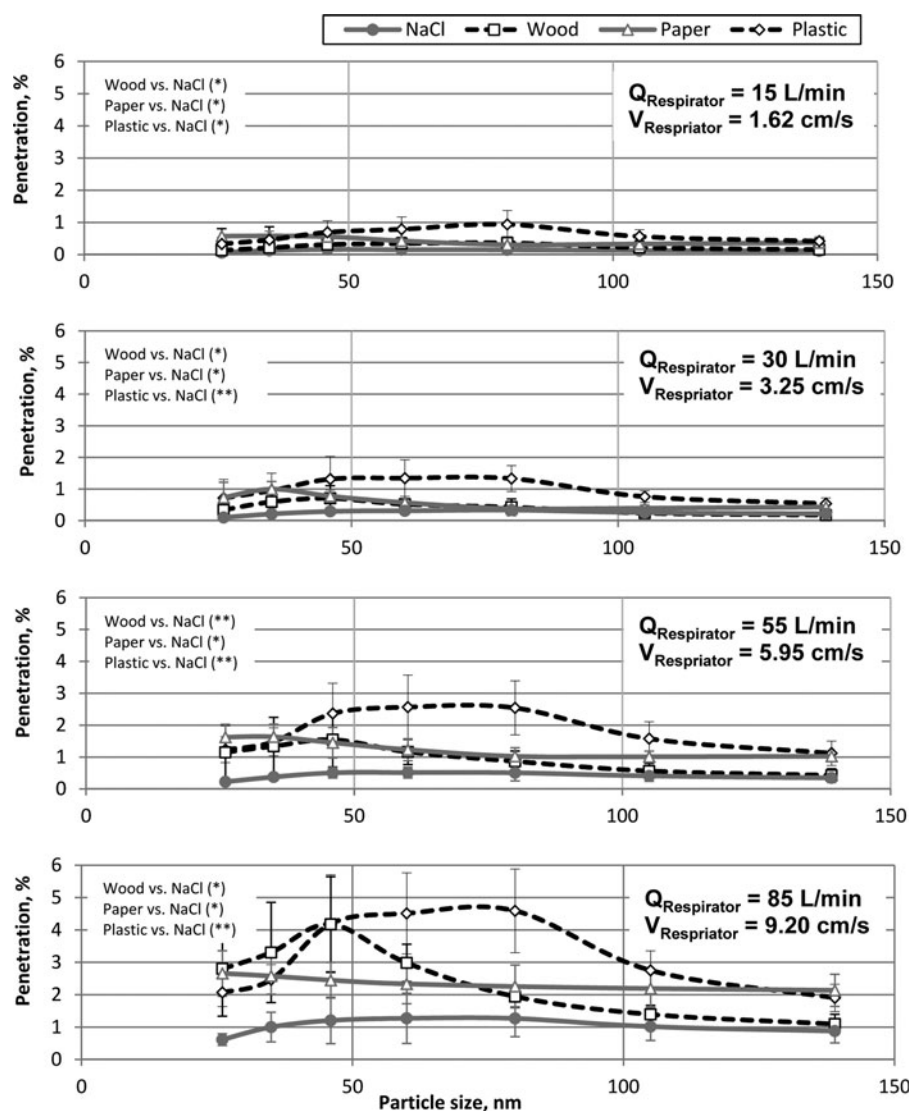 NaCl Wood Paper Plastic
Penetration, %
6
5
4
3
2
1
0
Wood vs. NaCl (*)
Paper vs. NaCl (*)
Plastic vs. NaCl (*)
QRespirator = 15 L/min
VRespriator = 1.62 cm/s
0 50 100 150
Penetration, %
6
5
4
3
2
1
0
Wood vs. NaCl (*)
Paper vs. NaCl (*)
Plastic vs. NaCl (**)
QRespirator = 30 L/min
VRespriator = 3.25 cm/s
0 50 100 150
Penetration, %
6
5
4
3
2
1
0
Wood vs. NaCl (**)
Paper vs. NaCl (*)
Plastic vs. NaCl (**)
QRespirator = 55 L/min
VRespriator = 5.95 cm/s
0 50 100 150
Penetration, %
6
5
4
3
2
1
0
Wood vs. NaCl (*)
Paper vs. NaCl (*)
Plastic vs. NaCl (**)
QRespirator = 85 L/min
VRespriator = 9.20 cm/s
0 50 100 150
Particle size, nm